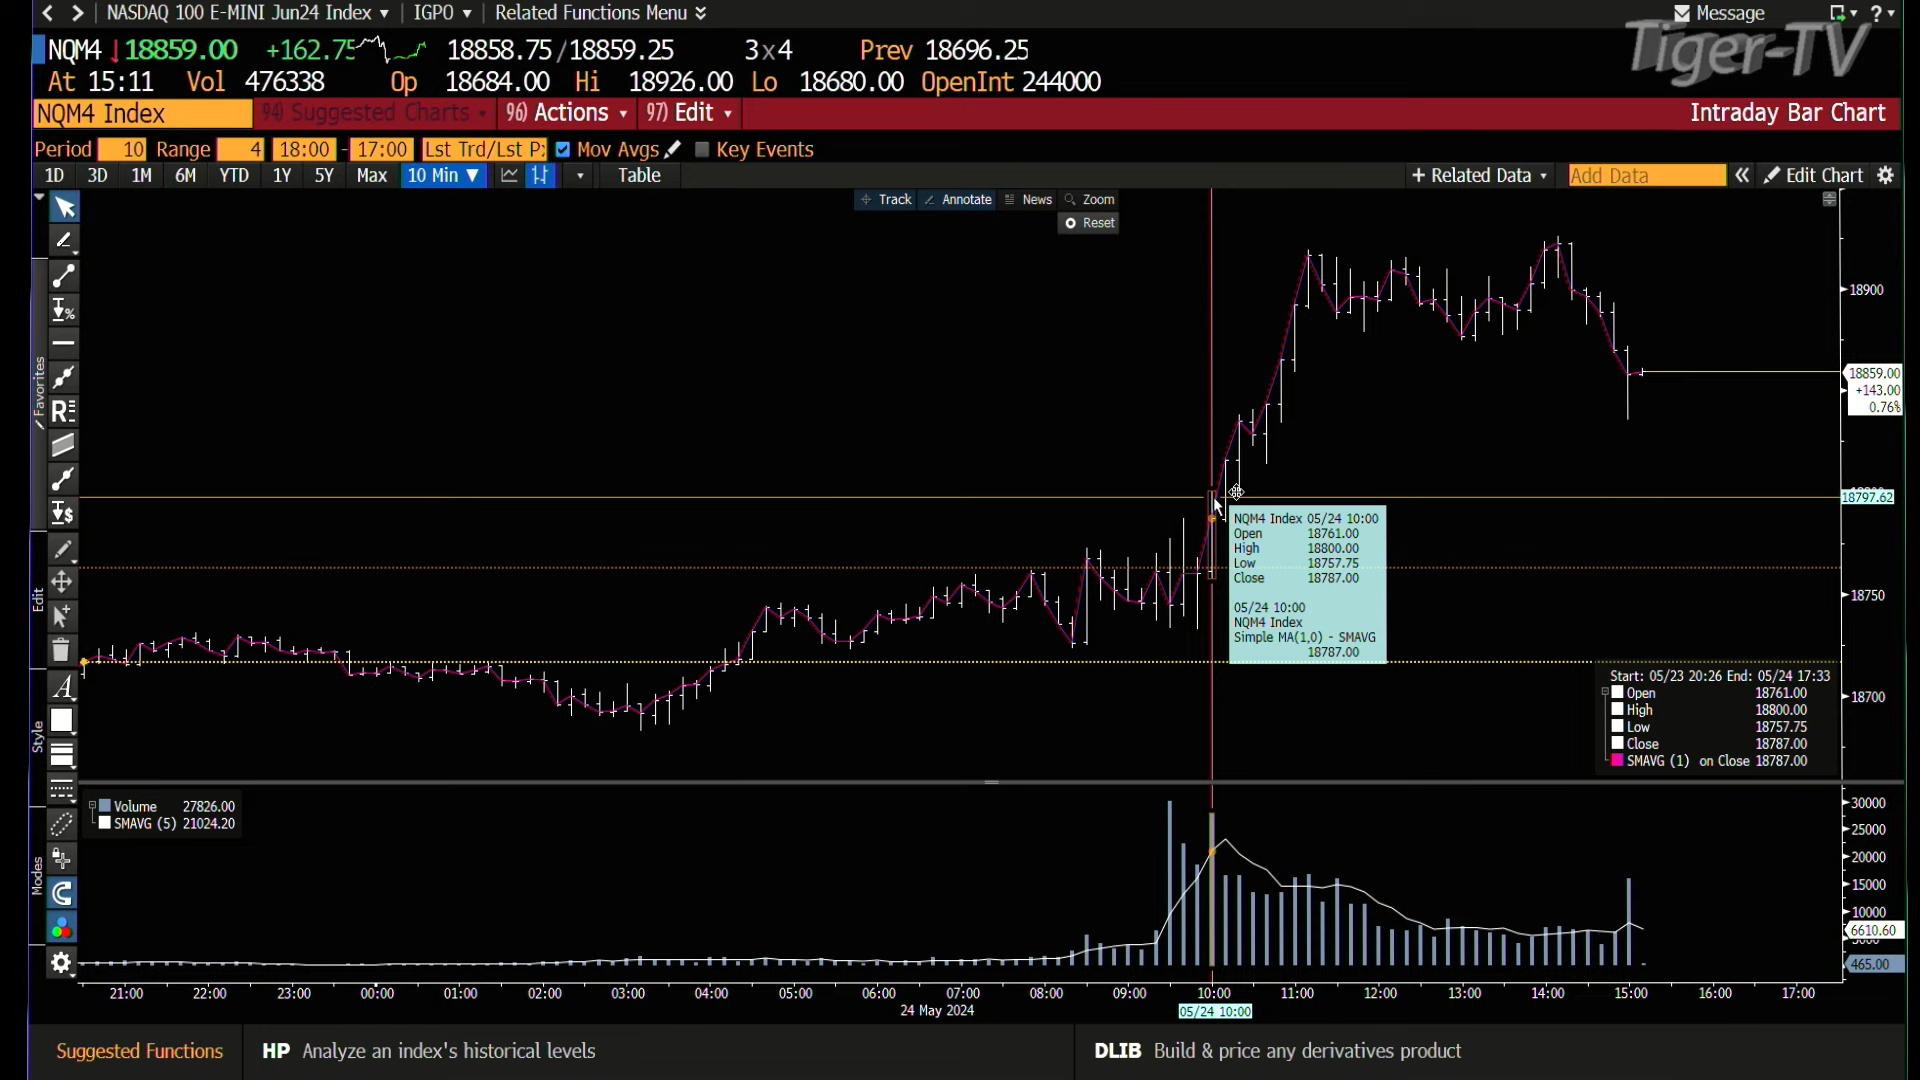 NASDAQ 100 E-MINI Jun24 Index IGPO Related Functions Menu Message ?
Tiger-TV
NQM4 18859.00 +162.75 18858.75/18859.25 3x4 Prev 18696.25
At 15:11 Vol 476338 Op 18684.00 Hi 18926.00 Lo 18680.00 OpenInt 244000
NQM4 Index 94) Suggested Charts 96) Actions 97) Edit Intraday Bar Chart
Period 10 Range 4 18:00 - 17:00 Lst Trd/Lst P Mov Avgs Key Events
1D 3D 1M 6M YTD 1Y 5Y Max 10 Min Table + Related Data Add Data Edit Chart
Track Annotate News Zoom
Reset
Favorites
Edit
Style
Modes
%
R
$
A
18900
18859.00
+143.00
0.76%
18797.62
18750
18700
NQM4 Index 05/24 10:00
Open 18761.00
High 18800.00
Low 18757.75
Close 18787.00
05/24 10:00
NQM4 Index
Simple MA(1,0) - SMAVG
18787.00
Start: 05/23 20:26 End: 05/24 17:33
Open 18761.00
High 18800.00
Low 18757.75
Close 18787.00
SMAVG (1) on Close 18787.00
Volume 27826.00
SMAVG (5) 21024.20
30000
25000
20000
15000
10000
6610.60
465.00
21:00 22:00 23:00 00:00 01:00 02:00 03:00 04:00 05:00 06:00 07:00 08:00 09:00 10:00 11:00 12:00 13:00 14:00 15:00 16:00 17:00
24 May 2024
05/24 10:00
Suggested Functions HP Analyze an index's historical levels DLIB Build & price any derivatives product